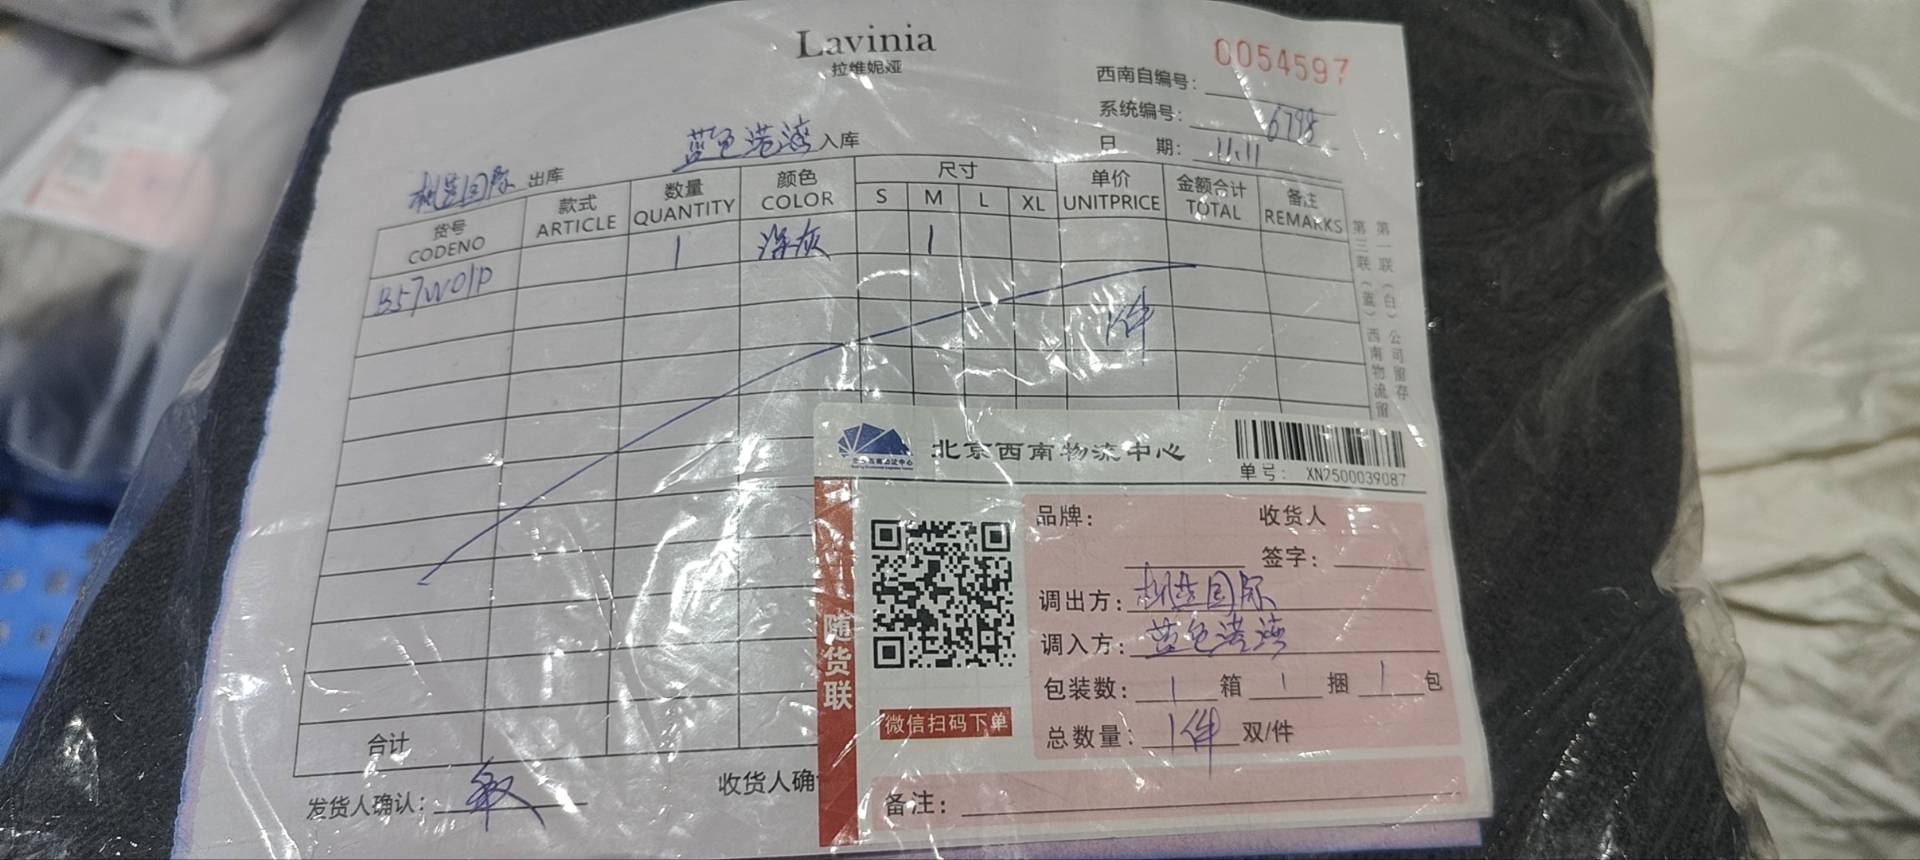 Lavinia
拉维妮娅
0054597
西南自编号:
系统编号: 6798
日 期: 11.11
出库 蓝色港湾 入库
货号 款式 数量 颜色 尺寸 单价 金额合计 备注
CODENO ARTICLE QUANTITY COLOR S M L XL UNITPRICE TOTAL REMARKS
B57W01P 1 深灰 1
1件
合计
发货人确认:
收货人确
第一联(白)公司留存
第三联(蓝)西南物流留
北京西南物流中心
单号: XN7500039087
随货联
微信扫码下单
品牌: 收货人
签字:
调出方: 国际
调入方: 蓝色港湾
包装数: 1 箱 1 捆 1 包
总数量: 1件 双/件
备注: